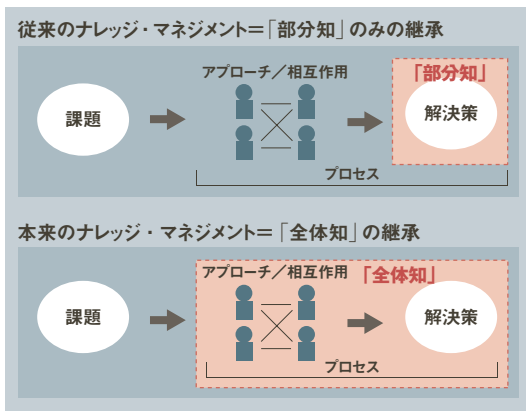 従来のナレッジ・マネジメント＝「部分知」のみの継承
アプローチ／相互作用
「部分知」
課題
解決策
プロセス
本来のナレッジ・マネジメント＝「全体知」の継承
アプローチ／相互作用
「全体知」
課題
解決策
プロセス